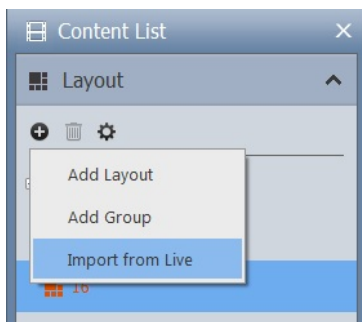 Content List
Layout
Add Layout
Add Group
Import from Live
16